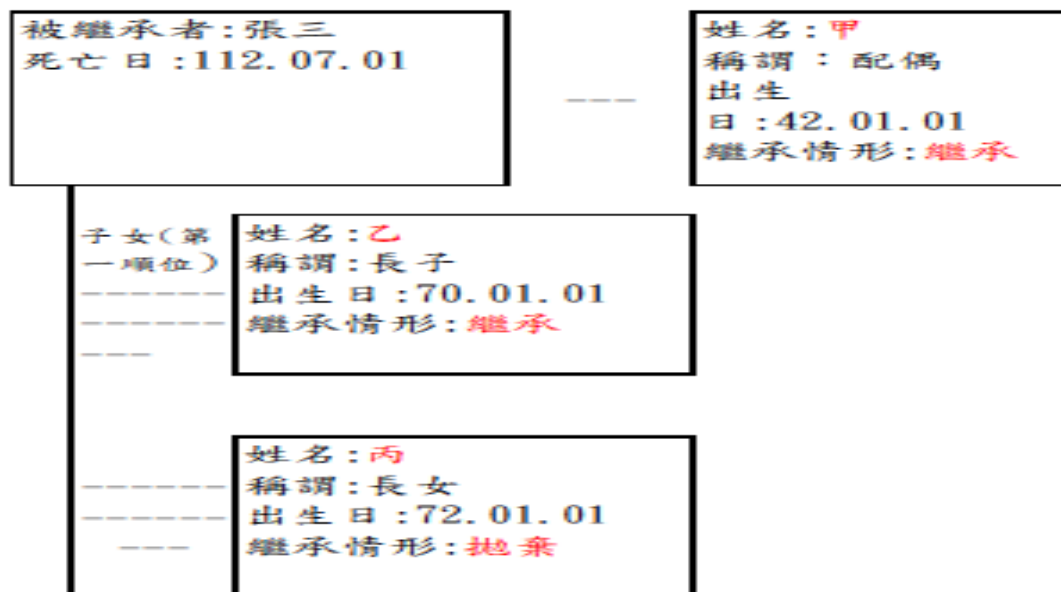 被繼承者:張三
死亡日:112.07.01
姓名:甲
稱謂：配偶
出生
日:42.01.01
繼承情形:繼承
子女(第
一順位)
姓名:乙
稱謂:長子
出生日:70.01.01
繼承情形:繼承
姓名:丙
稱謂:長女
出生日:72.01.01
繼承情形:拋棄